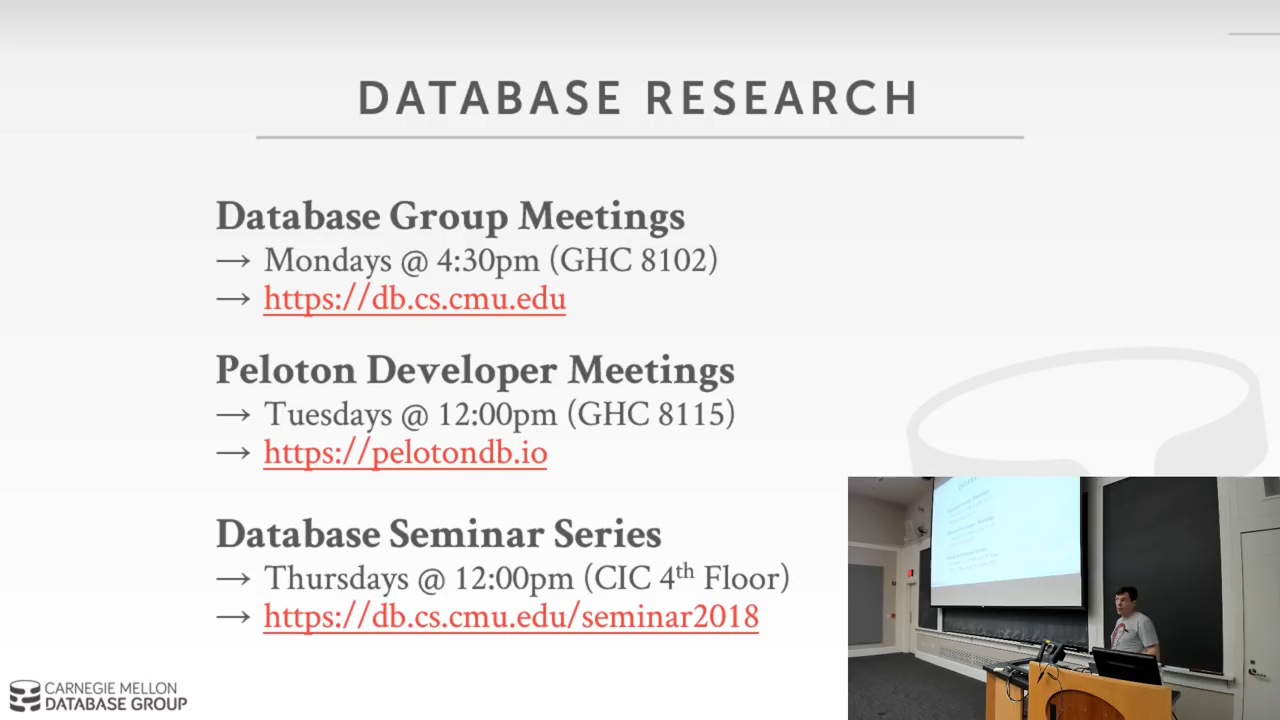 DATABASE RESEARCH
Database Group Meetings
→ Mondays @ 4:30pm (GHC 8102)
→ https://db.cs.cmu.edu
Peloton Developer Meetings
→ Tuesdays @ 12:00pm (GHC 8115)
→ https://pelotondb.io
Database Seminar Series
→ Thursdays @ 12:00pm (CIC 4th Floor)
→ https://db.cs.cmu.edu/seminar2018
CARNEGIE MELLON
DATABASE GROUP